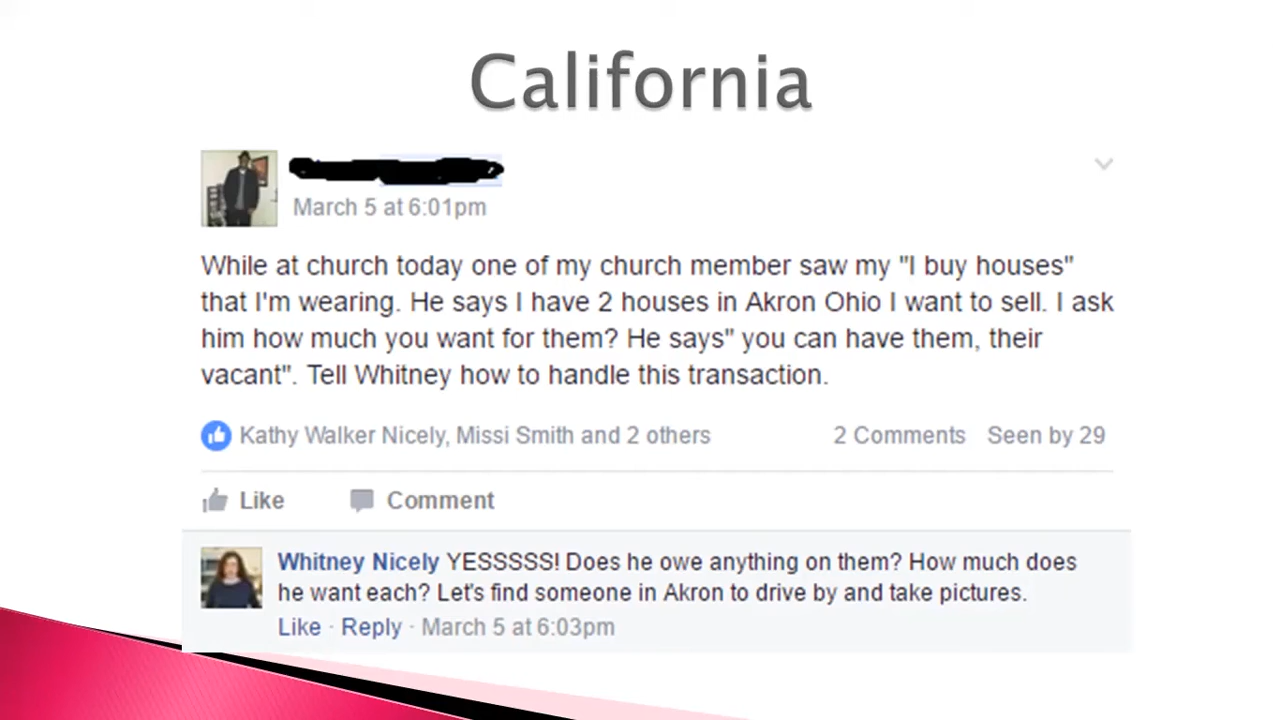 California
March 5 at 6:01pm
While at church today one of my church member saw my "I buy houses"
that I'm wearing. He says I have 2 houses in Akron Ohio I want to sell. I ask
him how much you want for them? He says" you can have them, their
vacant". Tell Whitney how to handle this transaction.
Kathy Walker Nicely, Missi Smith and 2 others 2 Comments Seen by 29
Like Comment
Whitney Nicely YESSSSS! Does he owe anything on them? How much does
he want each? Let's find someone in Akron to drive by and take pictures.
Like · Reply · March 5 at 6:03pm